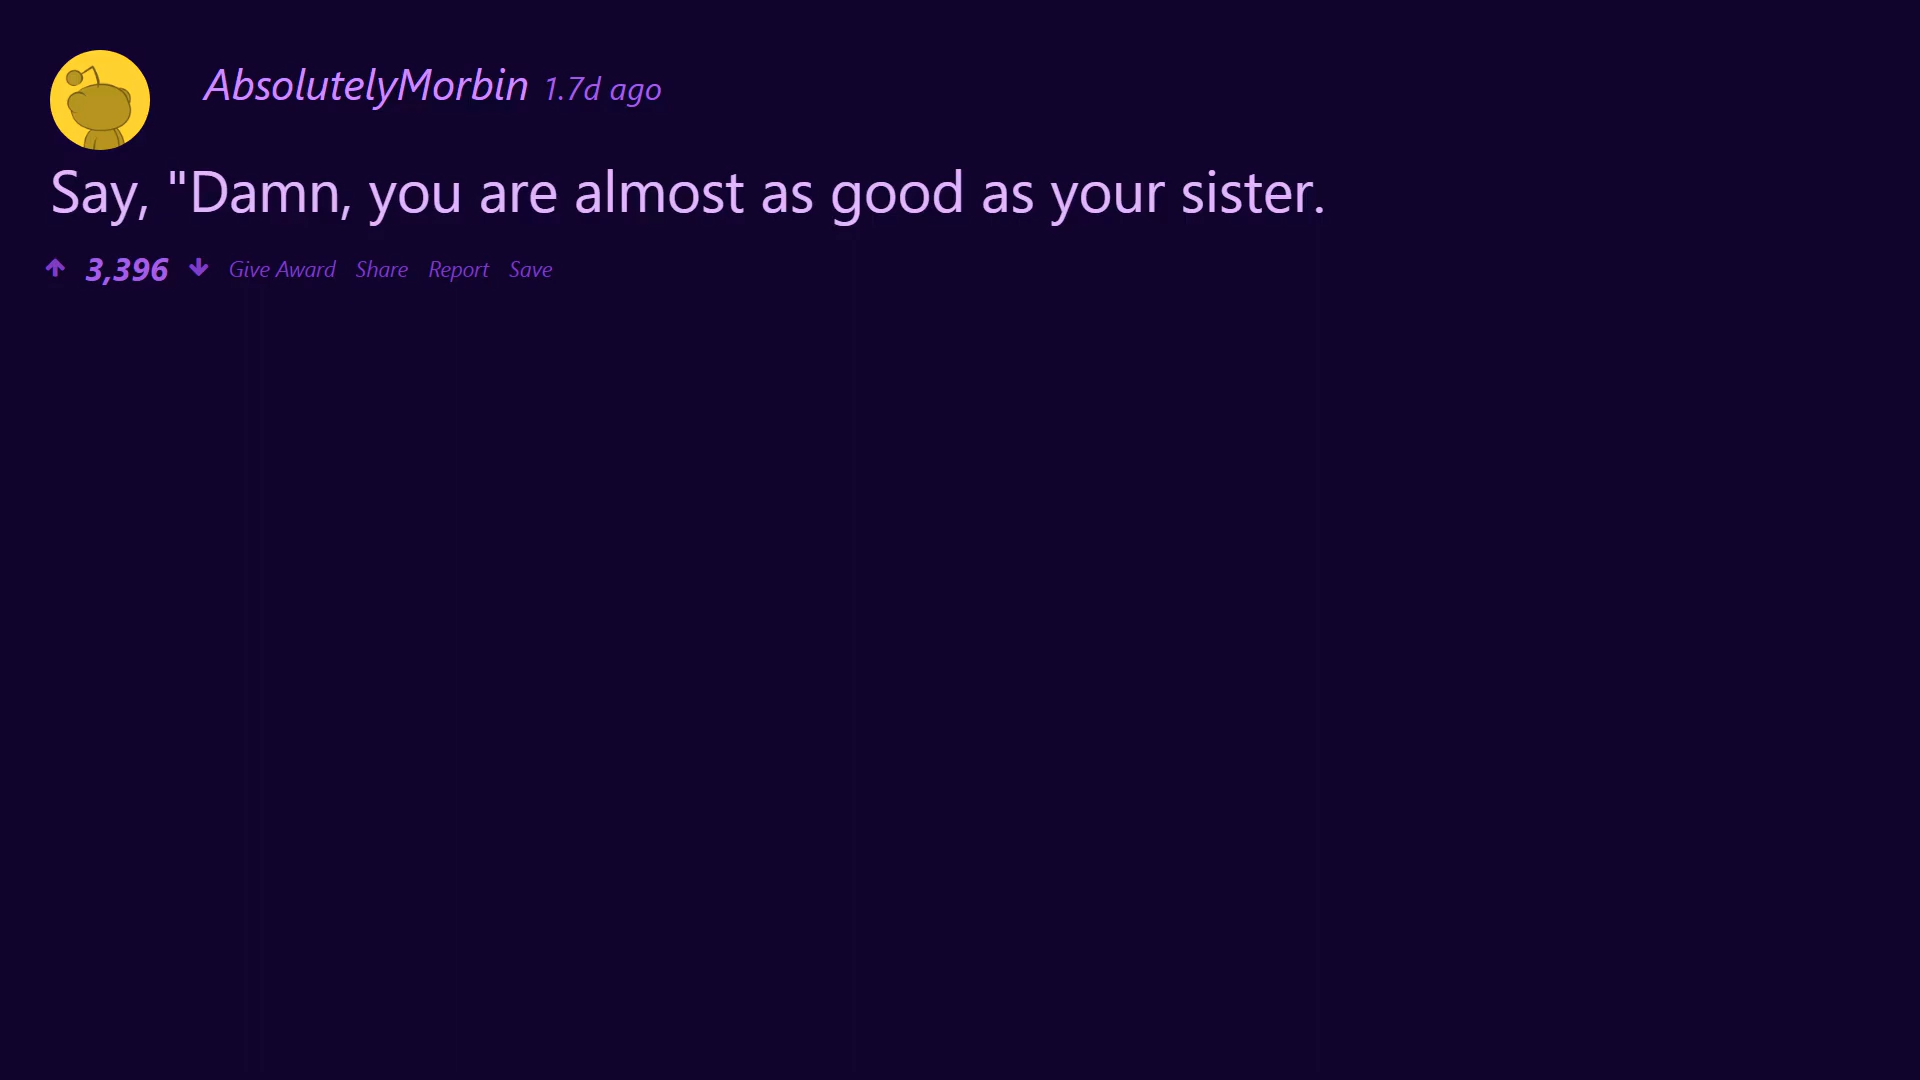 AbsolutelyMorbin 1.7d ago
Say, "Damn, you are almost as good as your sister.
3,396 Give Award Share Report Save